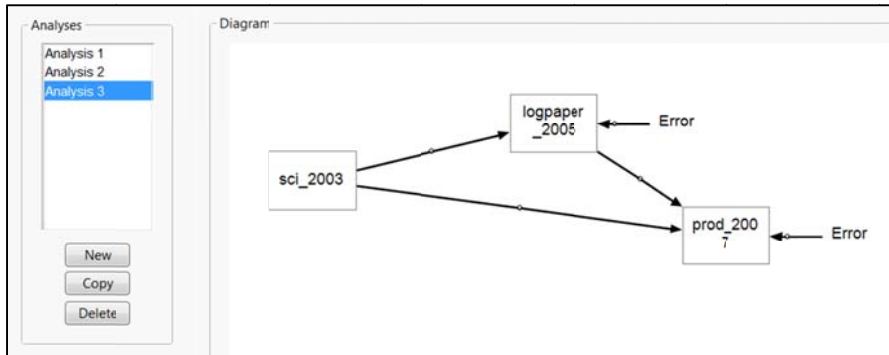 Analyses
Analysis 1
Analysis 2
Analysis 3
New
Copy
Delete
Diagram
logpaper
_2005
Error
sci_2003
prod_200
7
Error